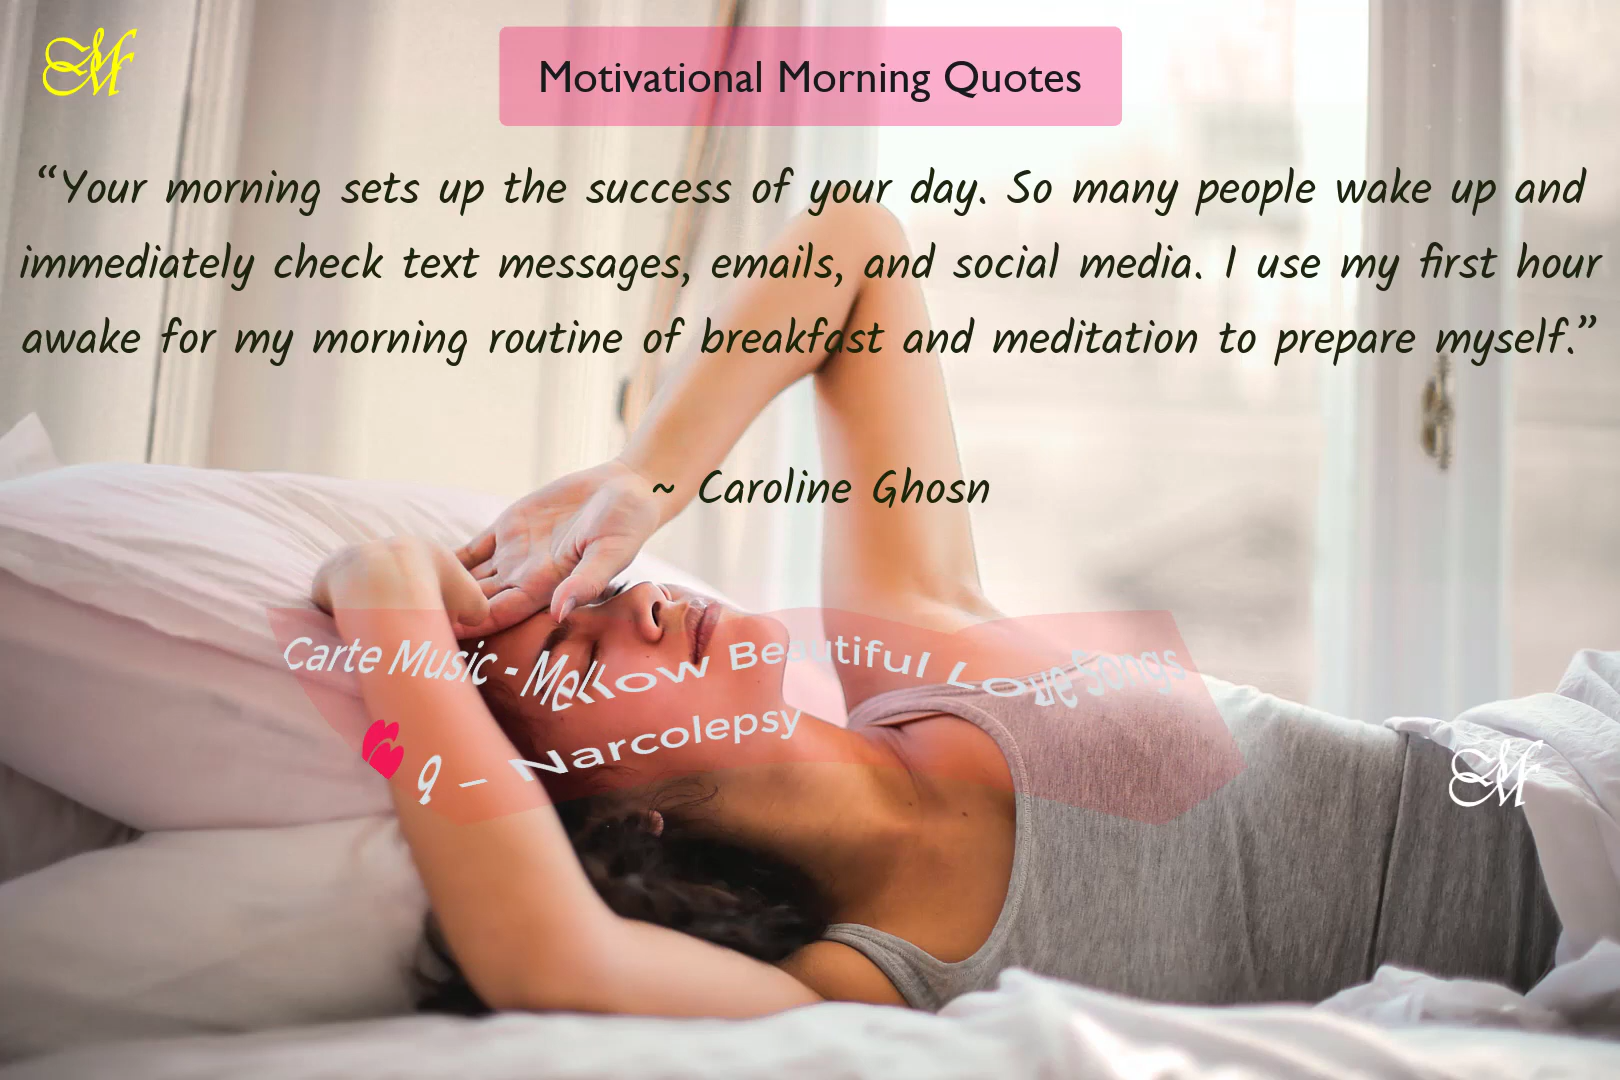 Motivational Morning Quotes
“Your morning sets up the success of your day. So many people wake up and
immediately check text messages, emails, and social media. I use my first hour
awake for my morning routine of breakfast and meditation to prepare myself.”
~ Caroline Ghosn
Carte Music - Mellow Beautiful Love Songs
9 – Narcolepsy